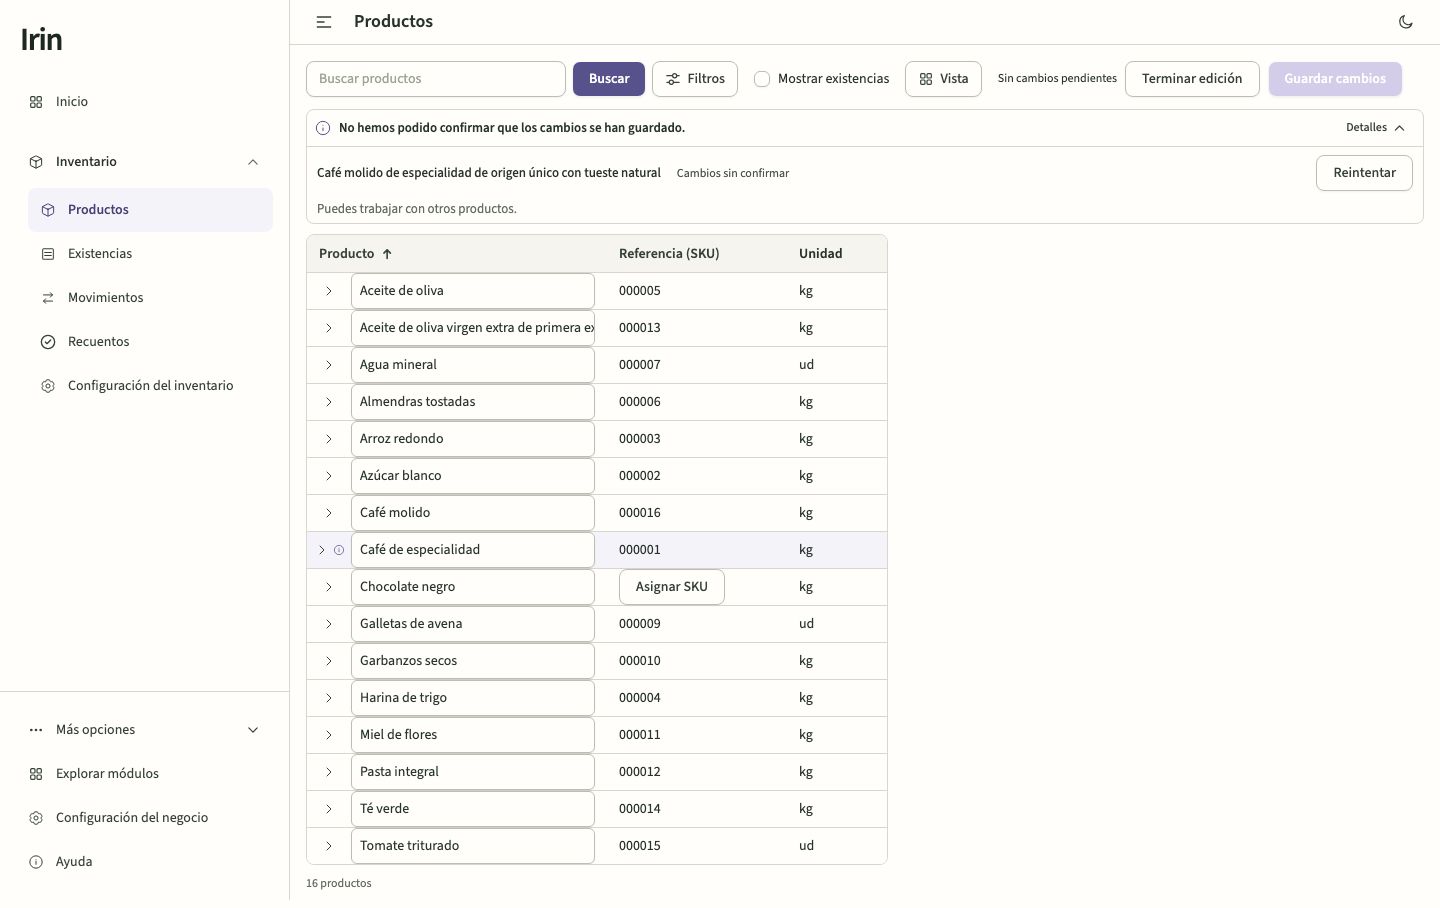 Irin
Productos
Inicio
Inventario
Productos
Existencias
Movimientos
Recuentos
Configuración del inventario
Más opciones
Explorar módulos
Configuración del negocio
Ayuda
Buscar productos Buscar Filtros Mostrar existencias Vista Sin cambios pendientes Terminar edición Guardar cambios
No hemos podido confirmar que los cambios se han guardado. Detalles
Café molido de especialidad de origen único con tueste natural Cambios sin confirmar Reintentar
Puedes trabajar con otros productos.
Producto Referencia (SKU) Unidad
Aceite de oliva 000005 kg
Aceite de oliva virgen extra de primera ex 000013 kg
Agua mineral 000007 ud
Almendras tostadas 000006 kg
Arroz redondo 000003 kg
Azúcar blanco 000002 kg
Café molido 000016 kg
Café de especialidad 000001 kg
Chocolate negro Asignar SKU kg
Galletas de avena 000009 ud
Garbanzos secos 000010 kg
Harina de trigo 000004 kg
Miel de flores 000011 kg
Pasta integral 000012 kg
Té verde 000014 kg
Tomate triturado 000015 ud
16 productos